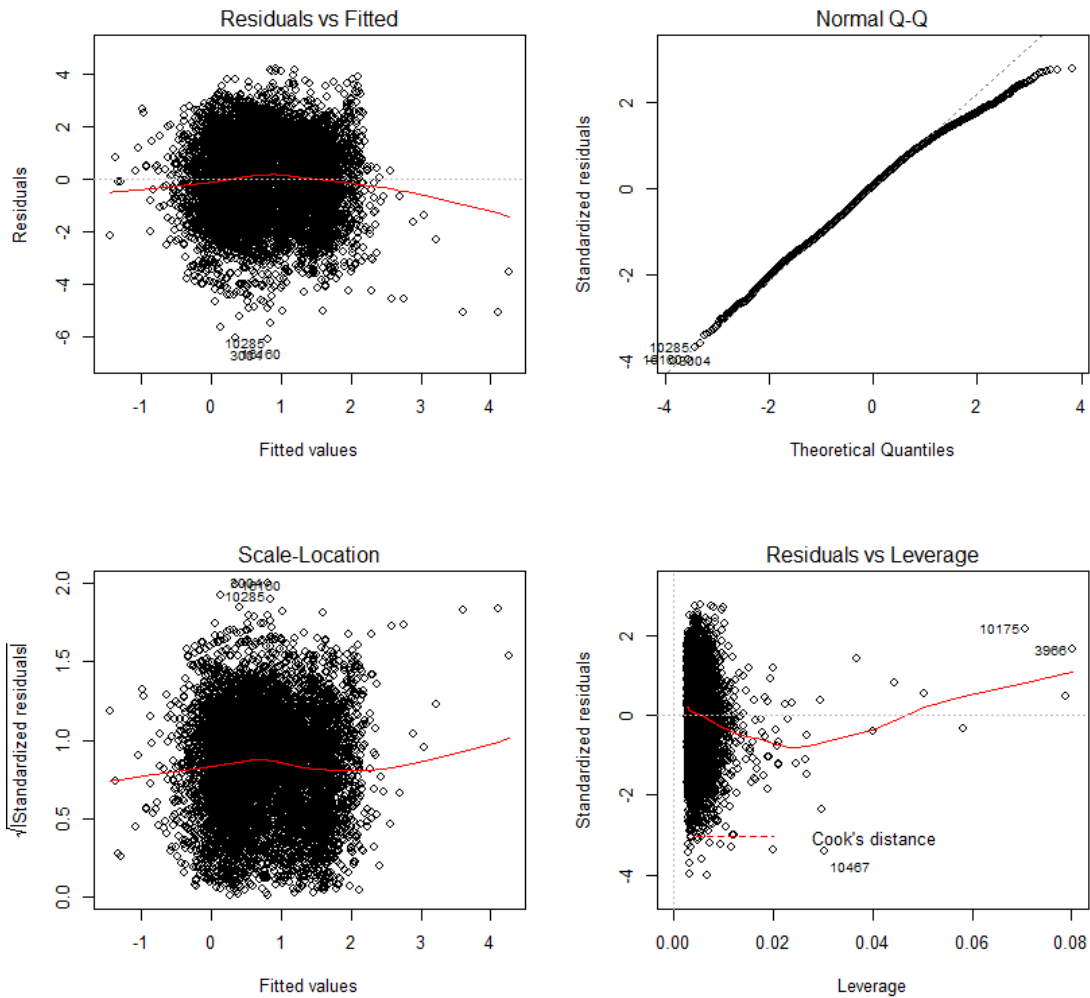 Residuals vs Fitted
Residuals
4
2
0
-2
-4
-6
10285
-1 0 1 2 3 4
Fitted values
Normal Q-Q
Standardized residuals
2
0
-2
-4
10285
-4 -2 0 2 4
Theoretical Quantiles
Scale-Location
√|Standardized residuals|
2.0
1.5
1.0
0.5
0.0
10285
-1 0 1 2 3 4
Fitted values
Residuals vs Leverage
Standardized residuals
2
0
-2
-4
10175
3966
Cook's distance
10467
0.00 0.02 0.04 0.06 0.08
Leverage